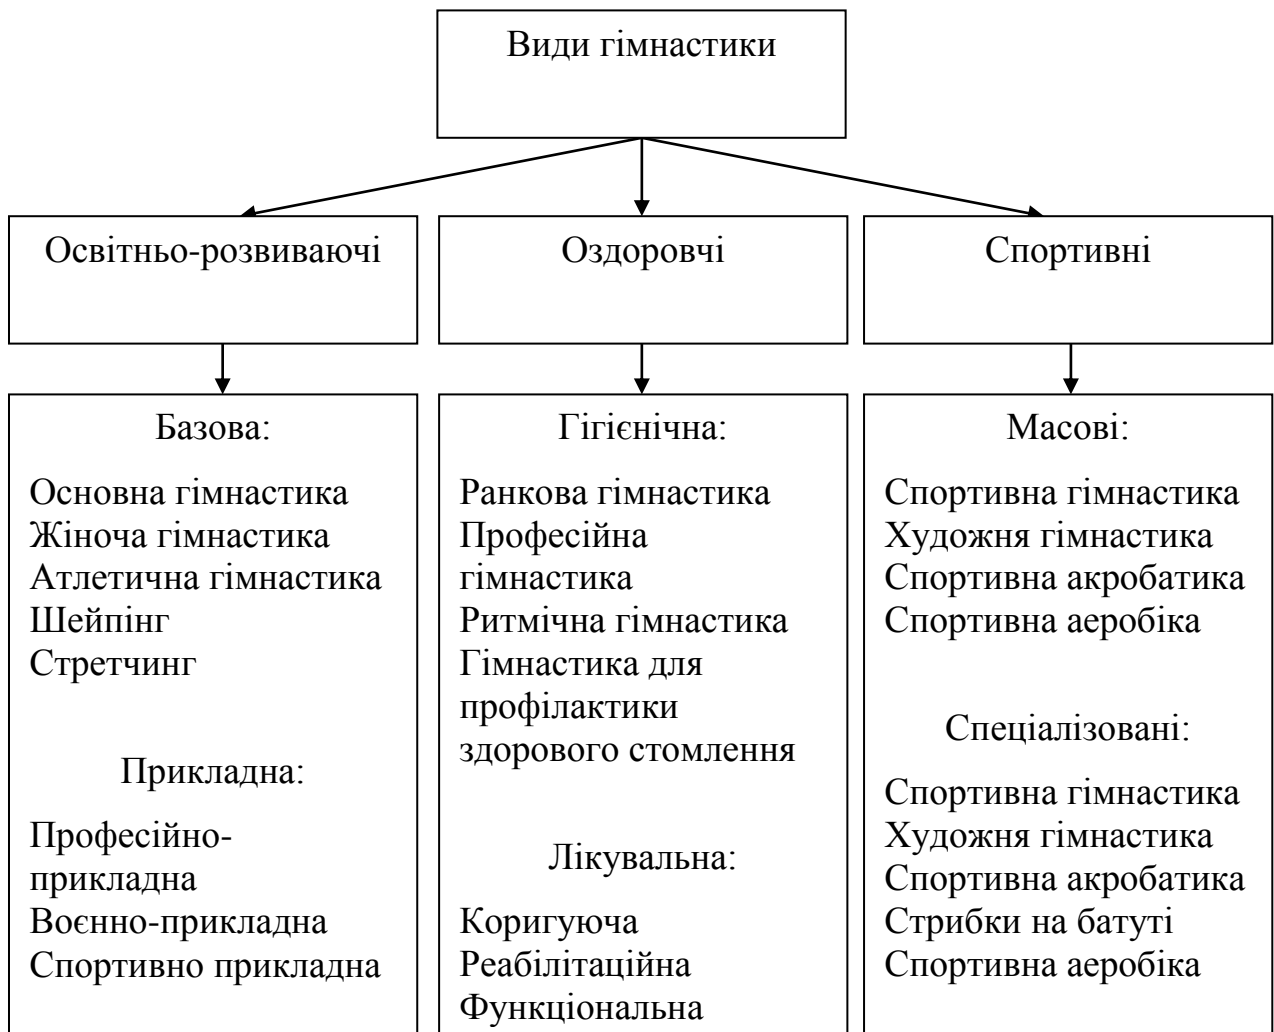 Види гімнастики
Освітньо-розвиваючі
Оздоровчі
Спортивні
Базова:
Основна гімнастика
Жіноча гімнастика
Атлетична гімнастика
Шейпінг
Стретчинг
Прикладна:
Професійно-
прикладна
Воєнно-прикладна
Спортивно прикладна
Гігієнічна:
Ранкова гімнастика
Професійна
гімнастика
Ритмічна гімнастика
Гімнастика для
профілактики
здорового стомлення
Лікувальна:
Коригуюча
Реабілітаційна
Функціональна
Масові:
Спортивна гімнастика
Художня гімнастика
Спортивна акробатика
Спортивна аеробіка
Спеціалізовані:
Спортивна гімнастика
Художня гімнастика
Спортивна акробатика
Стрибки на батуті
Спортивна аеробіка